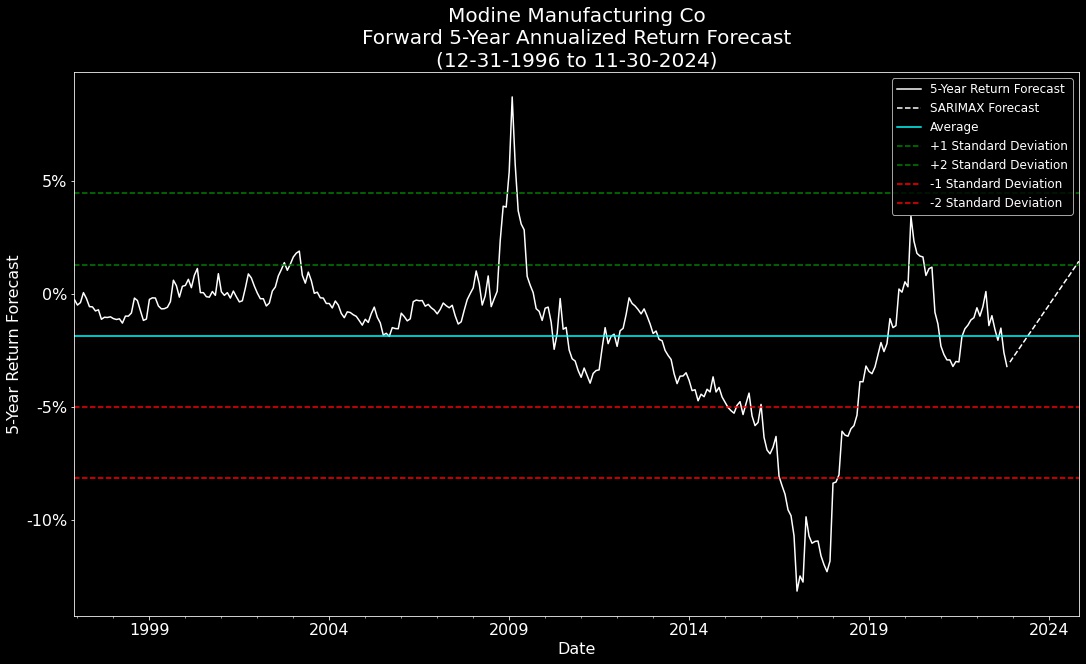 Modine Manufacturing Co
Forward 5-Year Annualized Return Forecast
(12-31-1996 to 11-30-2024)
5-Year Return Forecast
SARIMAX Forecast
Average
+1 Standard Deviation
+2 Standard Deviation
-1 Standard Deviation
-2 Standard Deviation
5-Year Return Forecast
5%
0%
-5%
-10%
1999
2004
2009
2014
2019
2024
Date